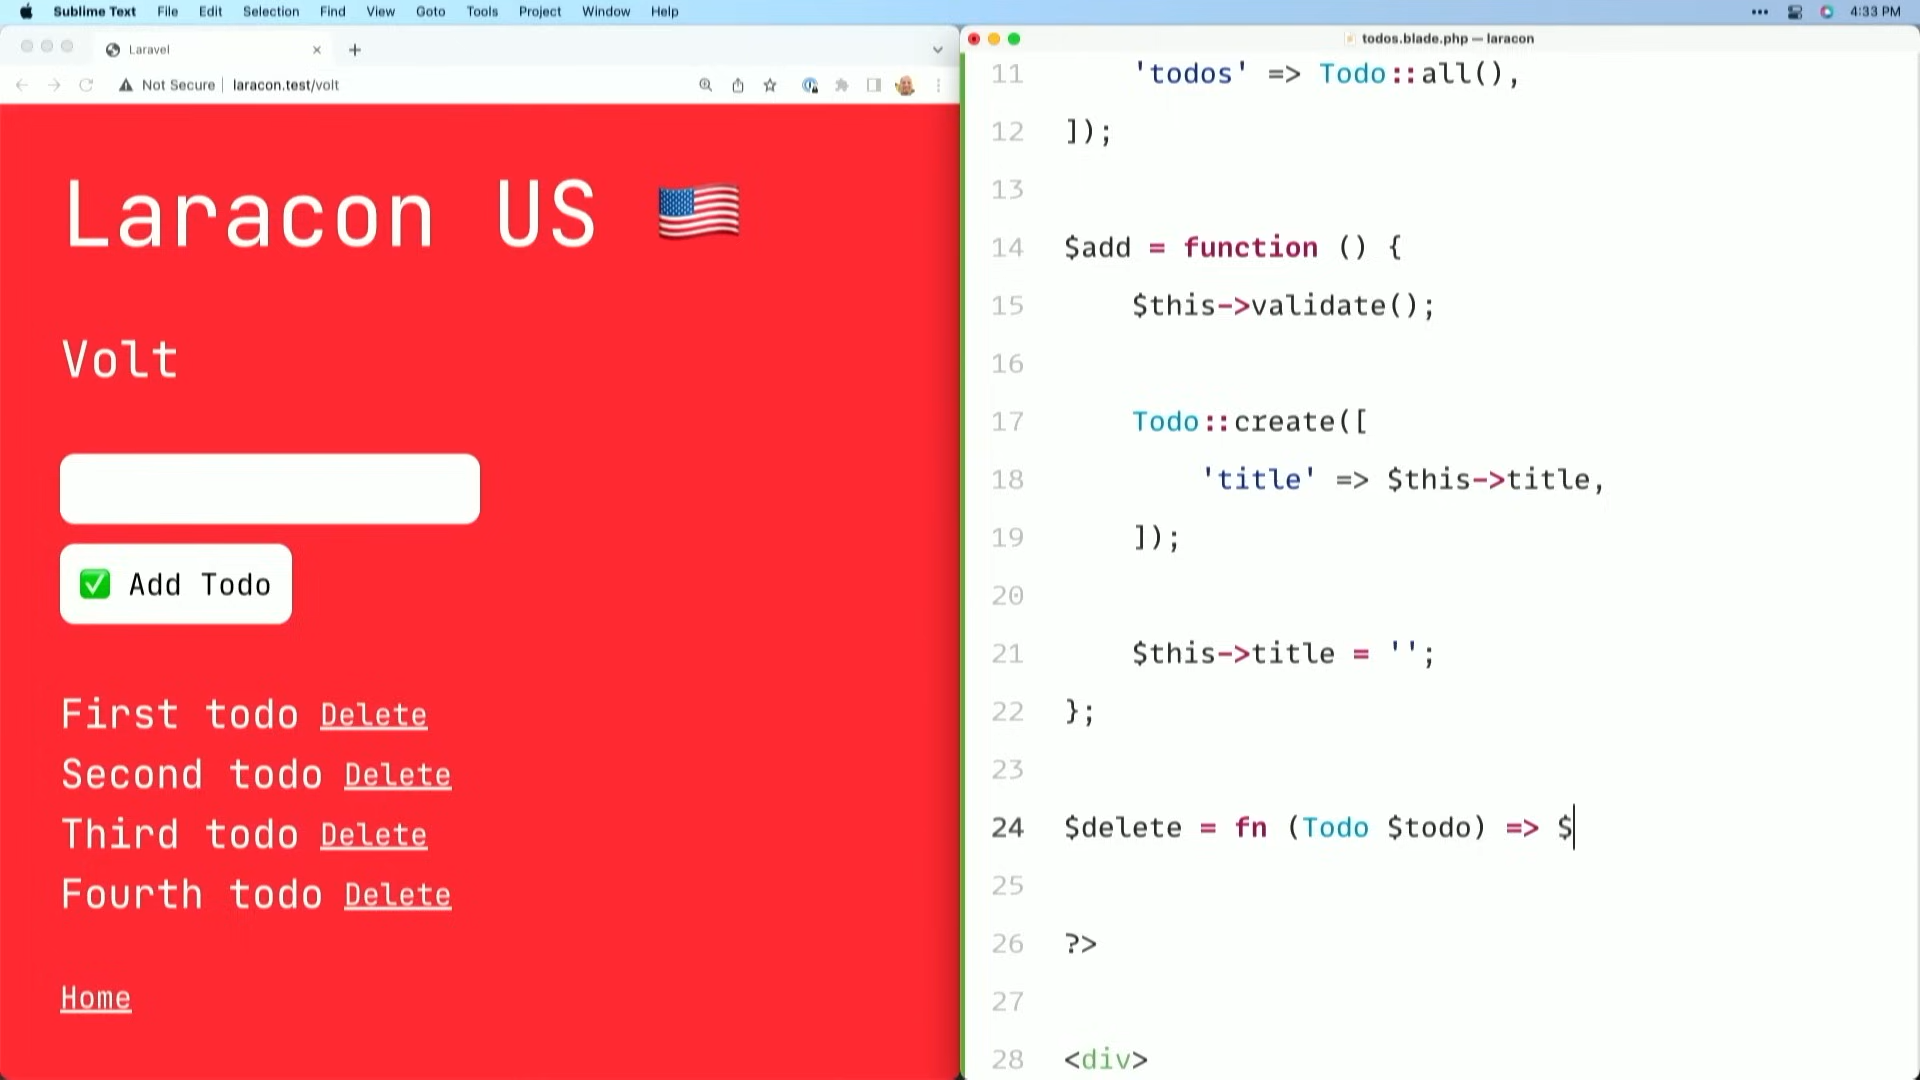 Sublime Text File Edit Selection Find View Goto Tools Project Window Help 4:33 PM
Laravel
Not Secure laracon.test/volt
Laracon US
Volt
Add Todo
First todo Delete
Second todo Delete
Third todo Delete
Fourth todo Delete
Home
todos.blade.php — laracon
11 'todos' => Todo::all(),
12 ]);
13
14 $add = function () {
15 $this->validate();
16
17 Todo::create([
18 'title' => $this->title,
19 ]);
20
21 $this->title = '';
22 };
23
24 $delete = fn (Todo $todo) => $
25
26 ?>
27
28 <div>